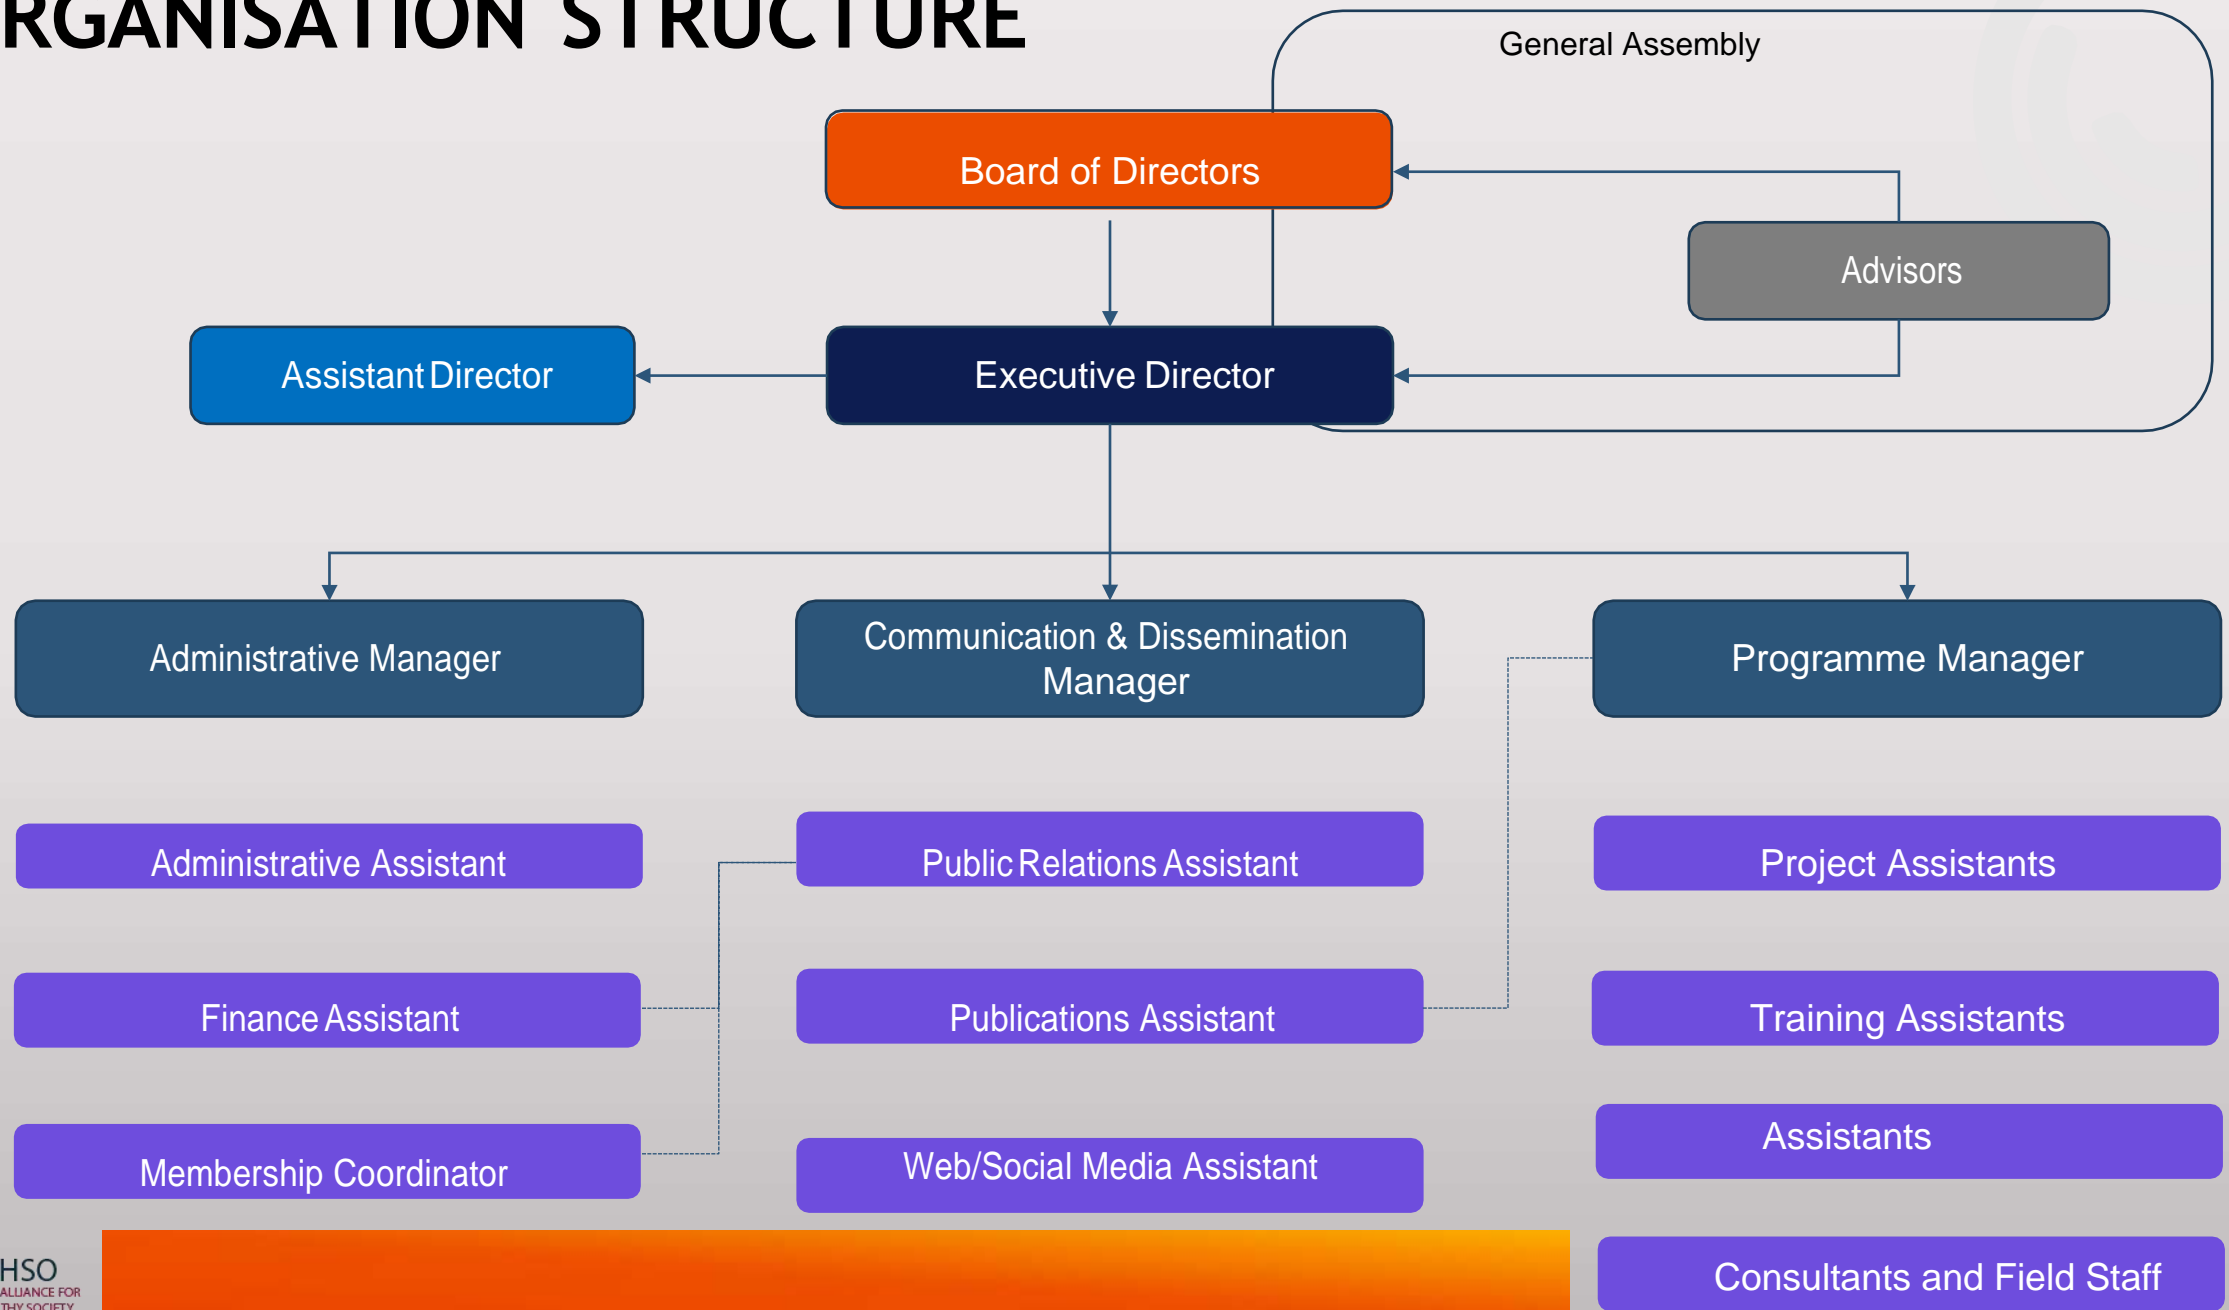 RGANISATION STRUCTURE
General Assembly
Board of Directors
Advisors
Assistant Director
Executive Director
Administrative Manager
Communication & Dissemination
Manager
Programme Manager
Administrative Assistant
Public Relations Assistant
Project Assistants
Finance Assistant
Publications Assistant
Training Assistants
Membership Coordinator
Web/Social Media Assistant
Assistants
Consultants and Field Staff
HSO
ALLIANCE FOR
THY SOCIETY